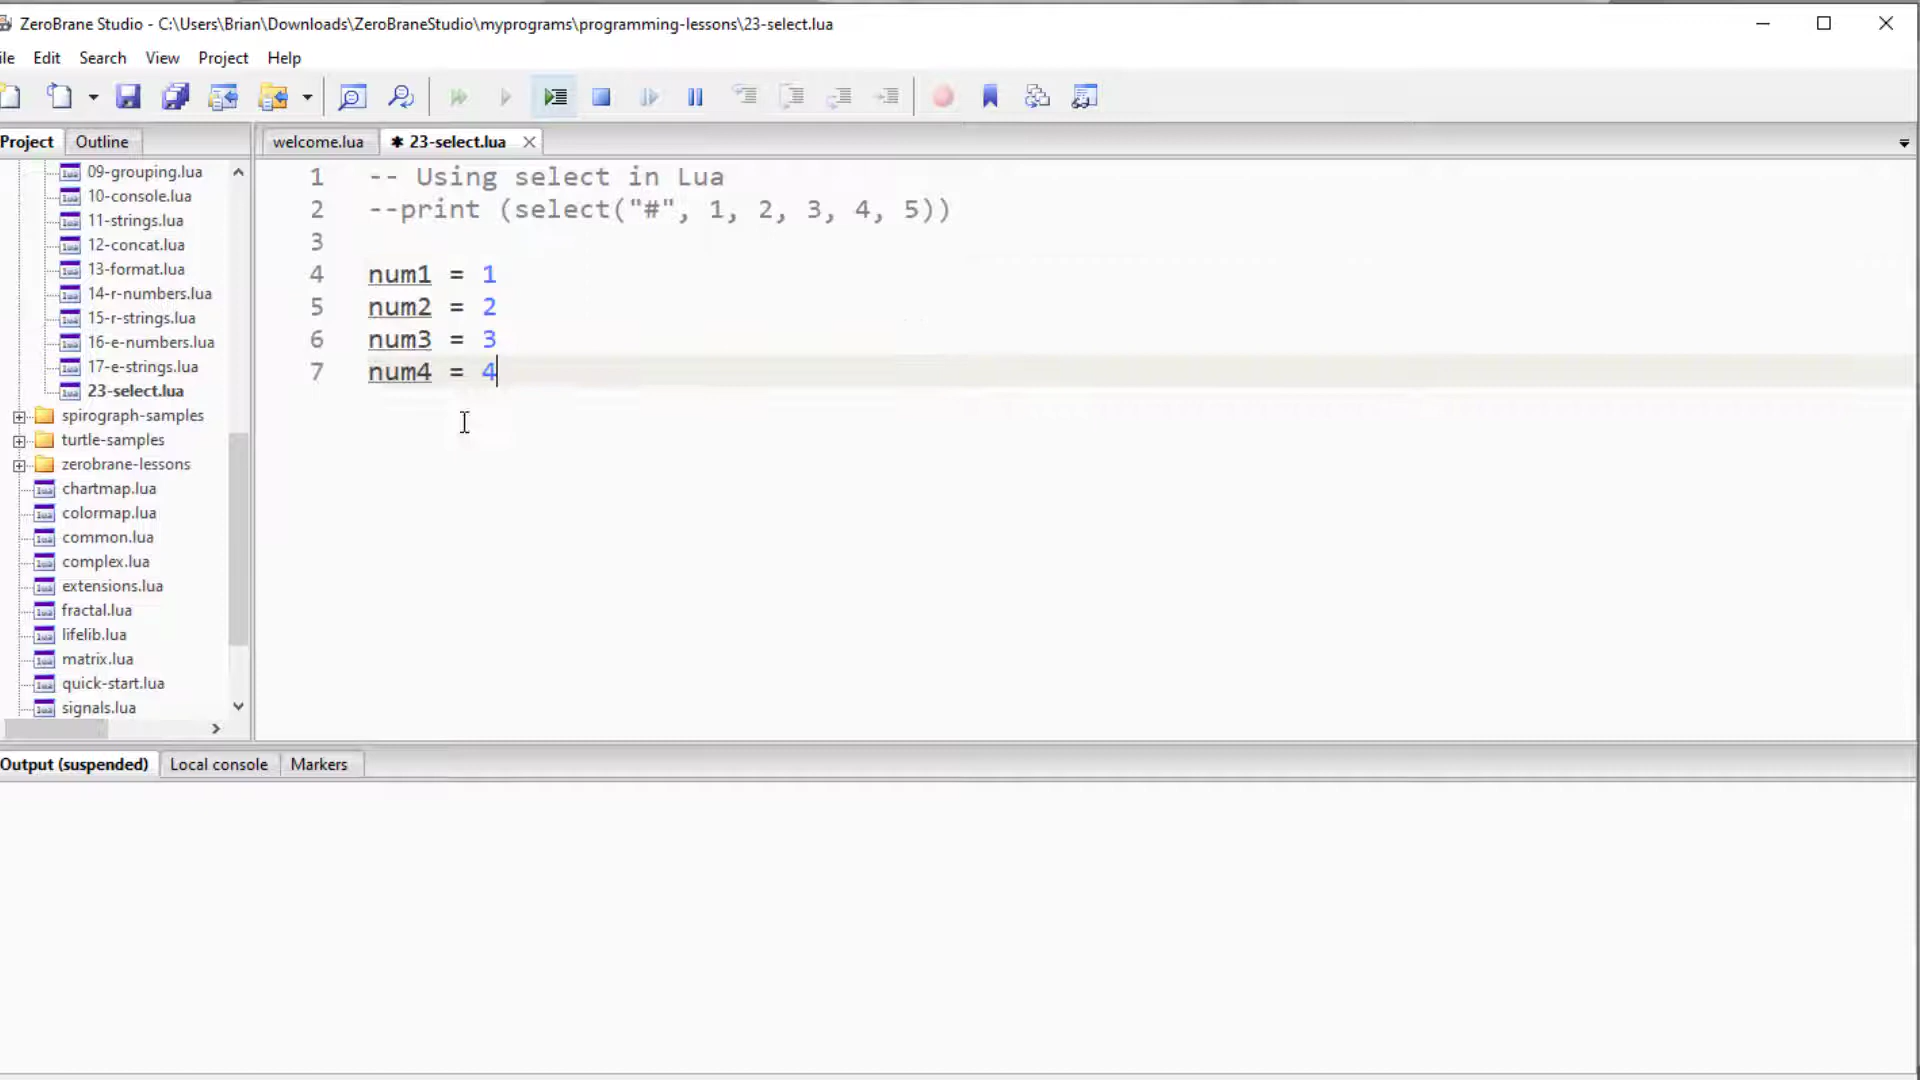 ZeroBrane Studio - C:\Users\Brian\Downloads\ZeroBraneStudio\myprograms\programming-lessons\23-select.lua
ile Edit Search View Project Help
Project Outline
welcome.lua ✱ 23-select.lua
09-grouping.lua
10-console.lua
11-strings.lua
12-concat.lua
13-format.lua
14-r-numbers.lua
15-r-strings.lua
16-e-numbers.lua
17-e-strings.lua
23-select.lua
spirograph-samples
turtle-samples
zerobrane-lessons
chartmap.lua
colormap.lua
common.lua
complex.lua
extensions.lua
fractal.lua
lifelib.lua
matrix.lua
quick-start.lua
signals.lua
1 -- Using select in Lua
2 --print (select("#", 1, 2, 3, 4, 5))
3
4 num1 = 1
5 num2 = 2
6 num3 = 3
7 num4 = 4
Output (suspended) Local console Markers